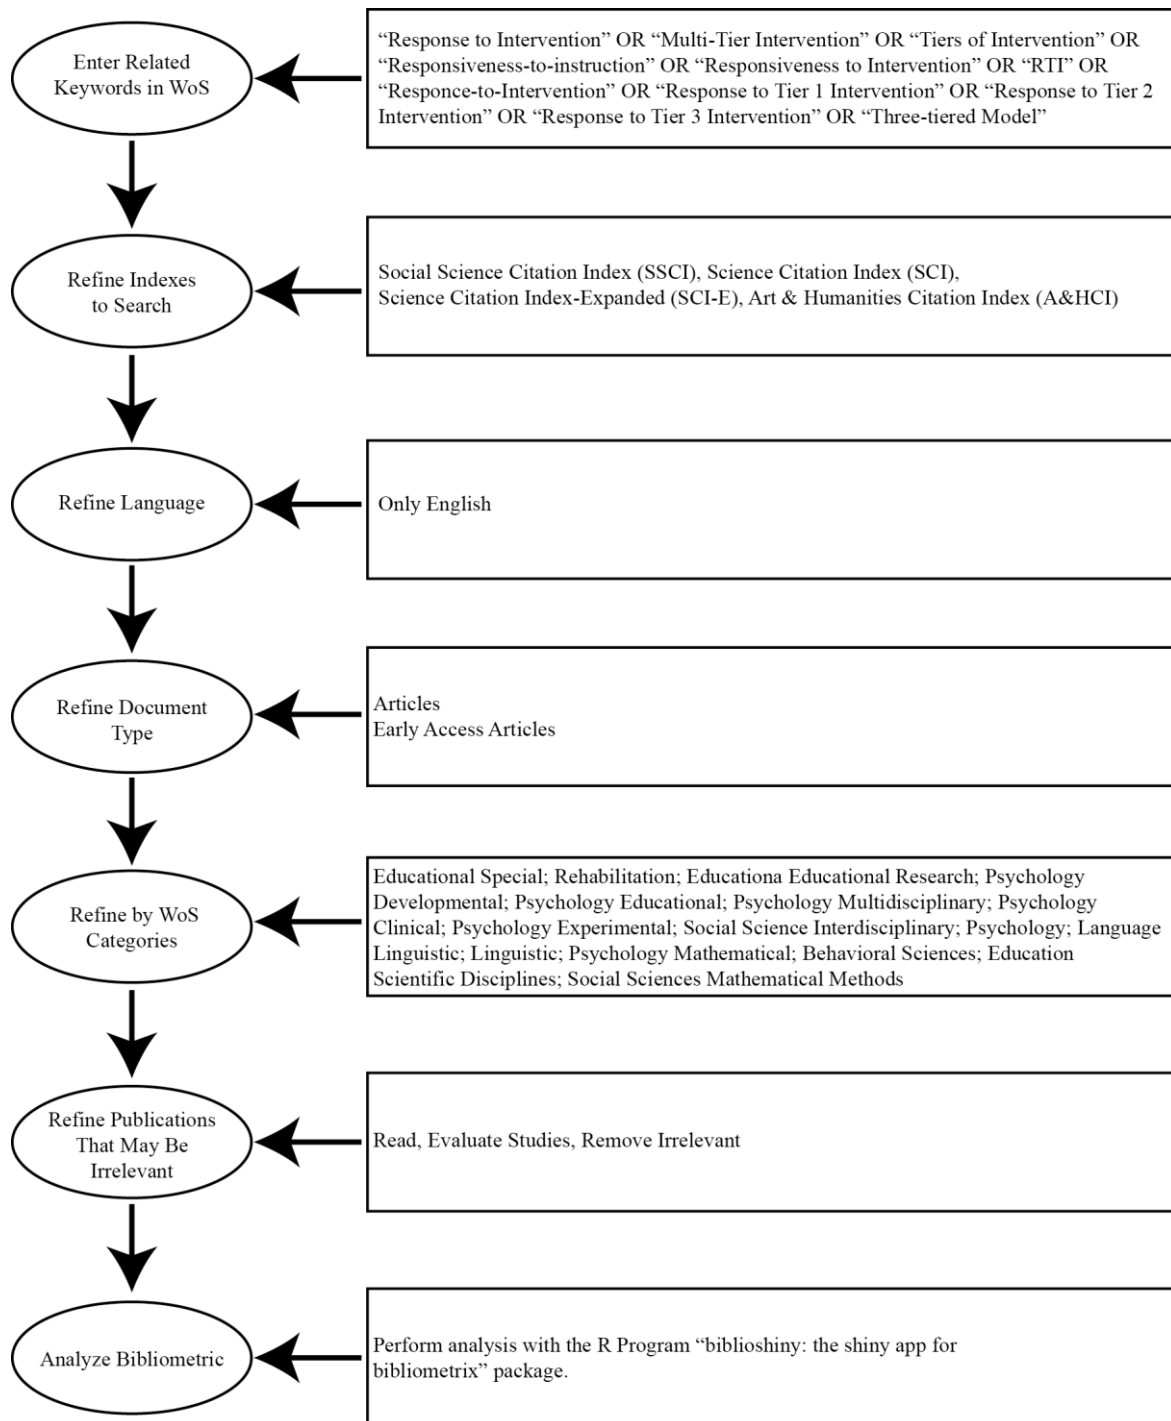 Enter Related
Keywords in WoS
“Response to Intervention” OR “Multi-Tier Intervention” OR “Tiers of Intervention” OR
“Responsiveness-to-instruction” OR “Responsiveness to Intervention” OR “RTI” OR
“Responce-to-Intervention” OR “Response to Tier 1 Intervention” OR “Response to Tier 2
Intervention” OR “Response to Tier 3 Intervention” OR “Three-tiered Model”
Refine Indexes
to Search
Social Science Citation Index (SSCI), Science Citation Index (SCI),
Science Citation Index-Expanded (SCI-E), Art & Humanities Citation Index (A&HCI)
Refine Language
Only English
Refine Document
Type
Articles
Early Access Articles
Refine by WoS
Categories
Educational Special; Rehabilitation; Educationa Educational Research; Psychology
Developmental; Psychology Educational; Psychology Multidisciplinary; Psychology
Clinical; Psychology Experimental; Social Science Interdisciplinary; Psychology; Language
Linguistic; Linguistic; Psychology Mathematical; Behavioral Sciences; Education
Scientific Disciplines; Social Sciences Mathematical Methods
Refine Publications
That May Be
Irrelevant
Read, Evaluate Studies, Remove Irrelevant
Analyze Bibliometric
Perform analysis with the R Program “biblioshiny: the shiny app for
bibliometrix” package.